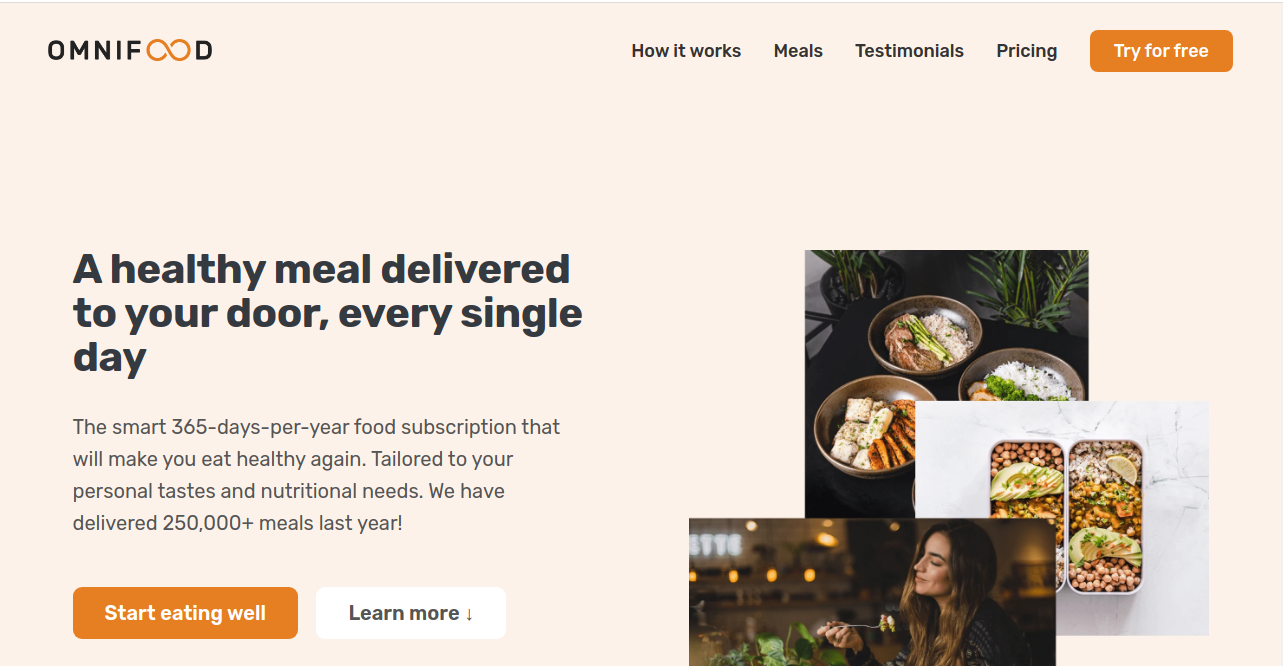 OMNIFOOD
How it works Meals Testimonials Pricing Try for free
A healthy meal delivered
to your door, every single
day
The smart 365-days-per-year food subscription that
will make you eat healthy again. Tailored to your
personal tastes and nutritional needs. We have
delivered 250,000+ meals last year!
Start eating well Learn more ↓